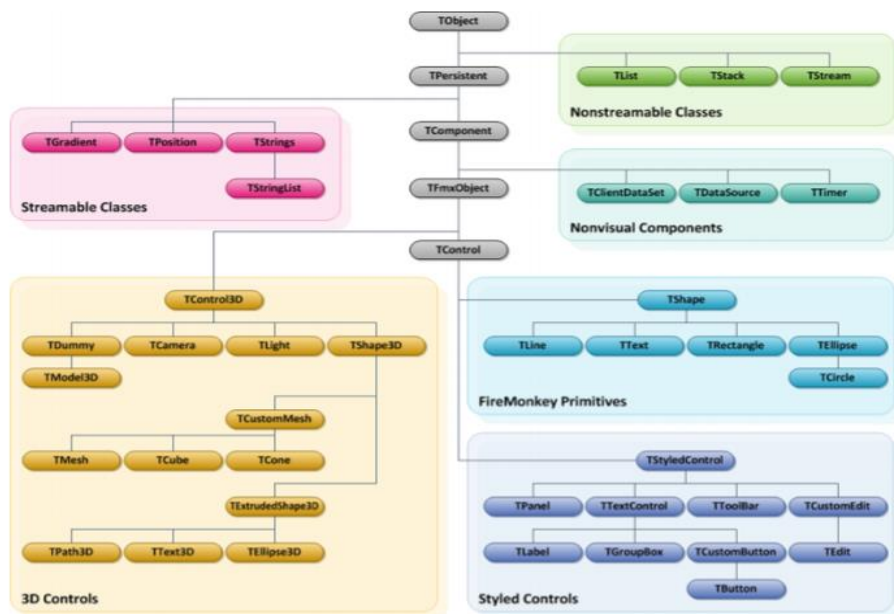 TObject
TPersistent
TList TStack TStream
Nonstreamable Classes
TGradient TPosition TStrings
TComponent
TStringList
Streamable Classes
TFmxObject
TClientDataSet TDataSource TTimer
Nonvisual Components
TControl
TControl3D
TDummy TCamera TLight TShape3D
TModel3D
TCustomMesh
TMesh TCube TCone
TExtrudedShape3D
TPath3D TText3D TEllipse3D
3D Controls
TShape
TLine TText TRectangle TEllipse
TCircle
FireMonkey Primitives
TStyledControl
TPanel TTextControl TToolBar TCustomEdit
TLabel TGroupBox TCustomButton TEdit
TButton
Styled Controls